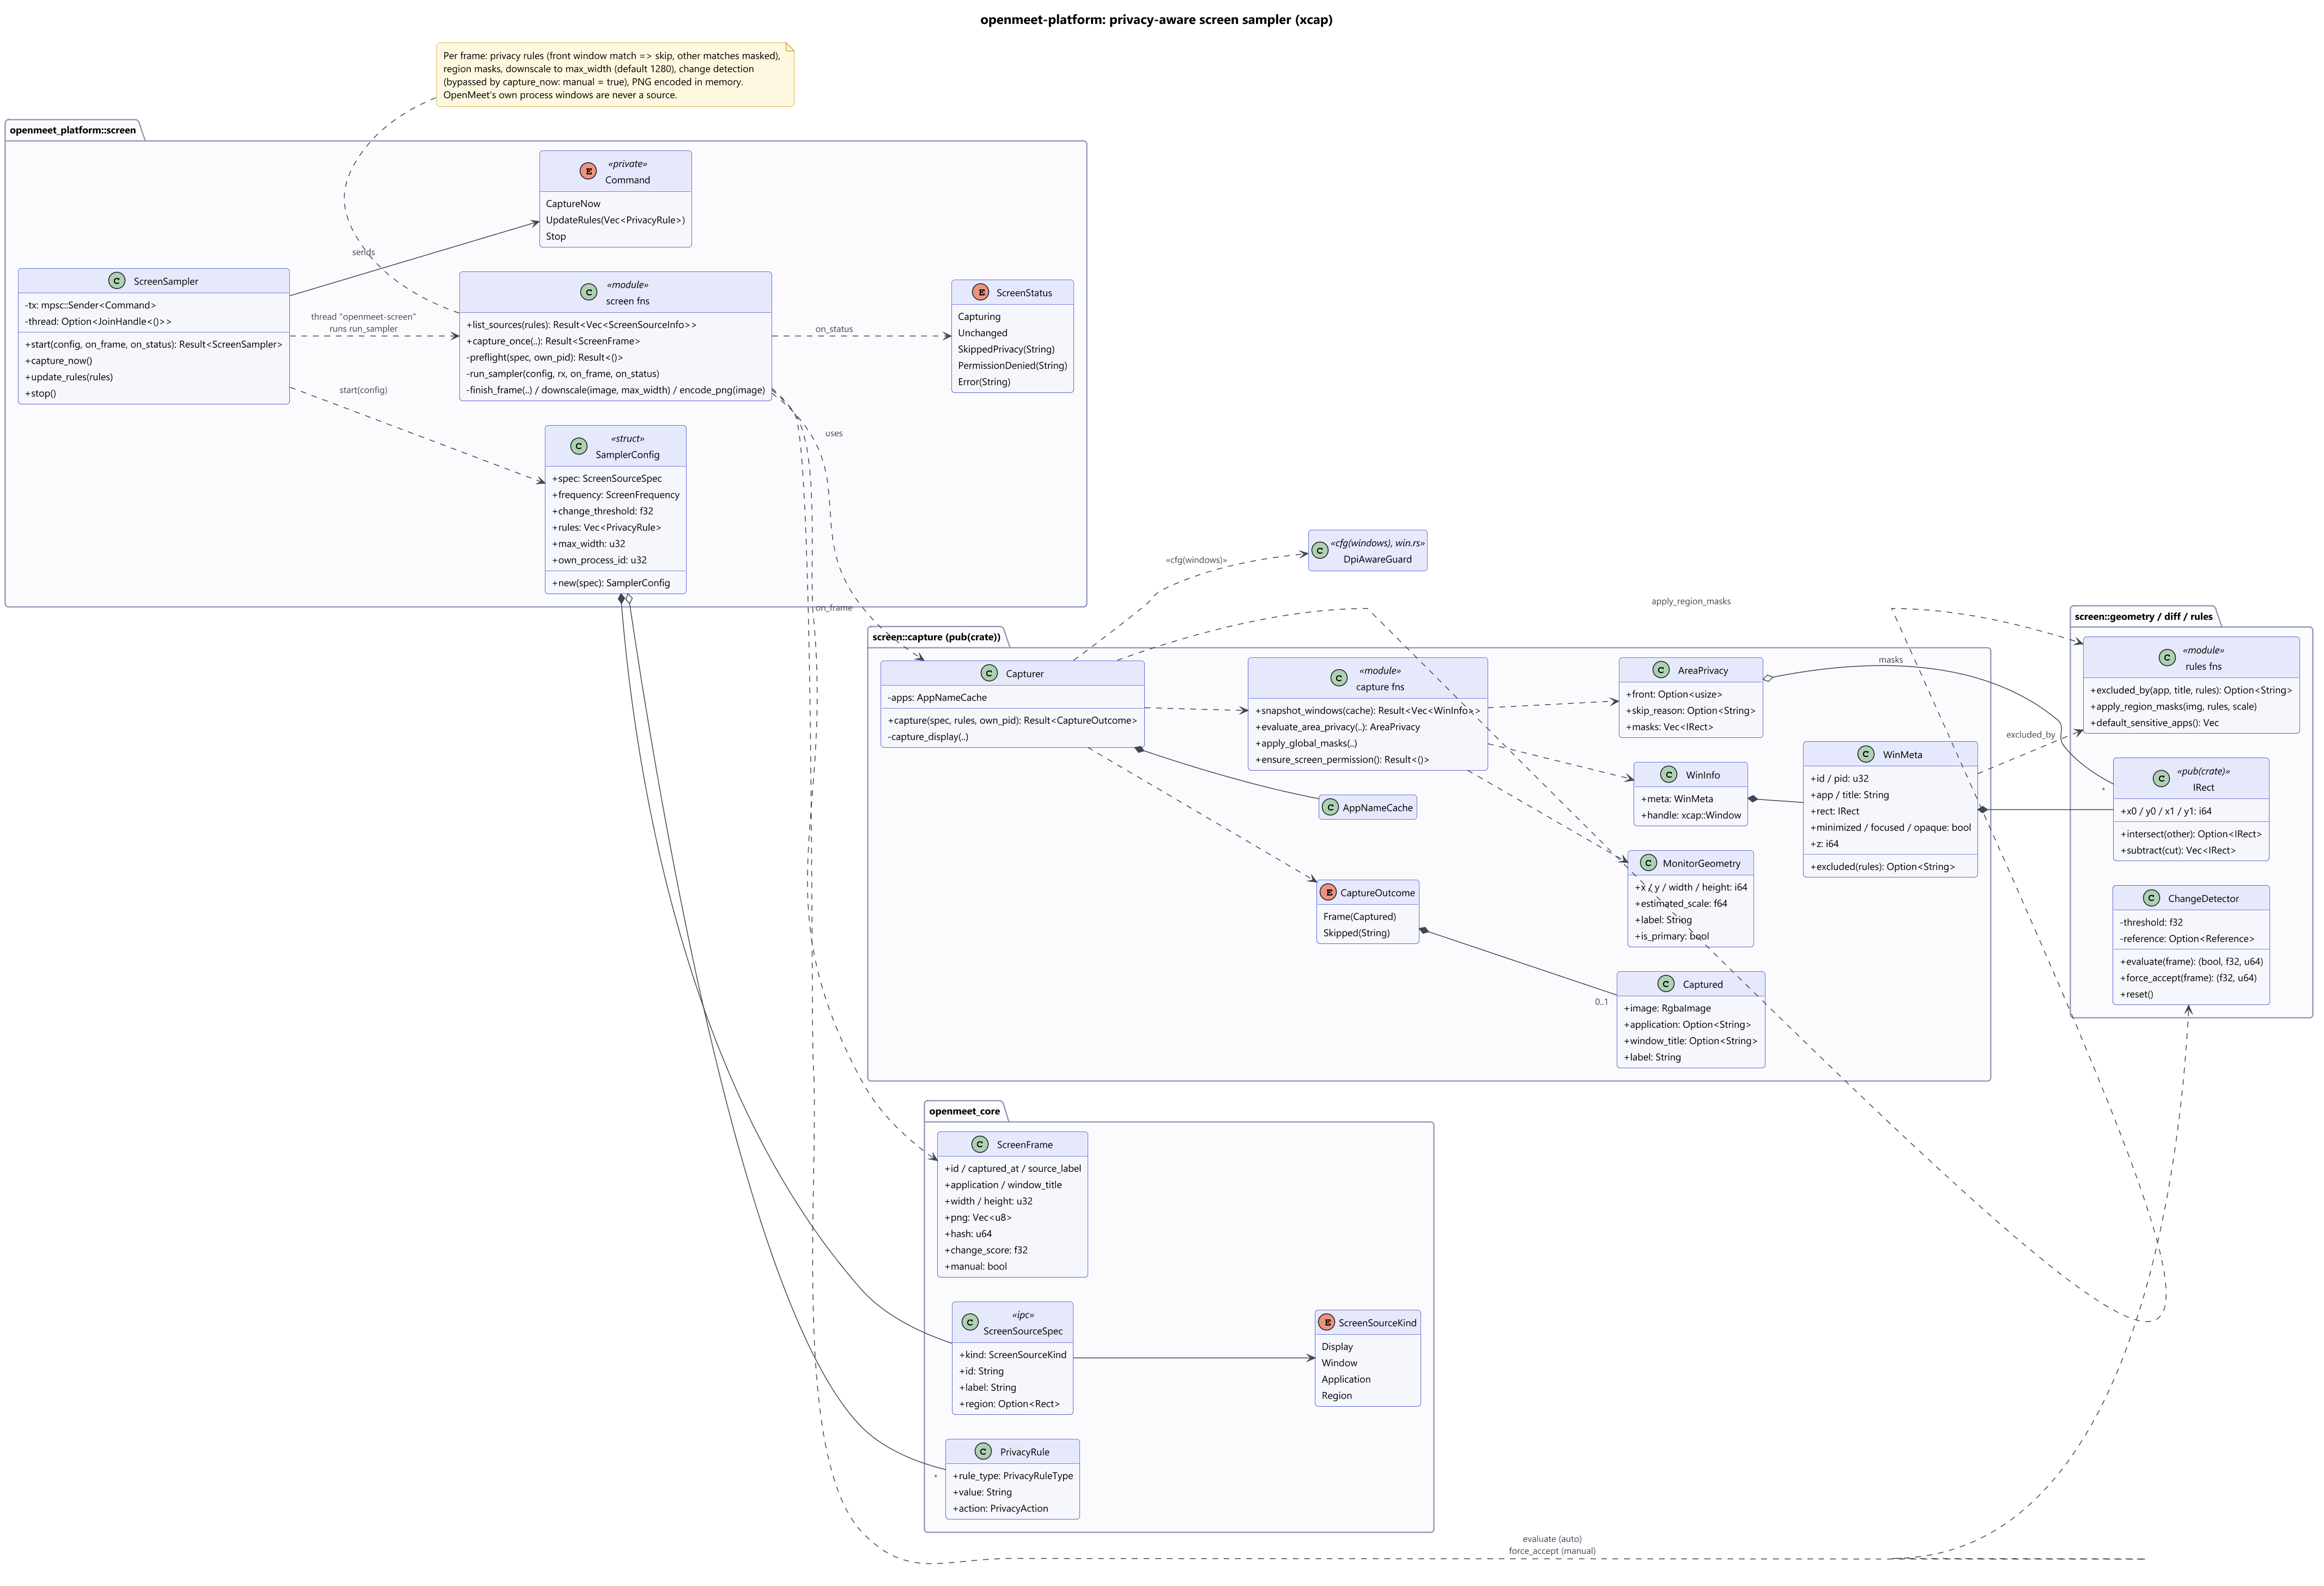 openmeet-platform: privacy-aware screen sampler (xcap)
Per frame: privacy rules (front window match => skip, other matches masked),
region masks, downscale to max_width (default 1280), change detection
(bypassed by capture_now: manual = true), PNG encoded in memory.
OpenMeet's own process windows are never a source.
openmeet_platform::screen
E
«private»
Command
CaptureNow
UpdateRules(Vec<PrivacyRule>)
Stop
sends
C
ScreenSampler
-tx: mpsc::Sender<Command>
-thread: Option<JoinHandle<()>>
+start(config, on_frame, on_status): Result<ScreenSampler>
+capture_now()
+update_rules(rules)
+stop()
thread "openmeet-screen"
runs run_sampler
start(config)
C
«module»
screen fns
+list_sources(rules): Result<Vec<ScreenSourceInfo>>
+capture_once(..): Result<ScreenFrame>
-preflight(spec, own_pid): Result<()>
-run_sampler(config, rx, on_frame, on_status)
-finish_frame(..) / downscale(image, max_width) / encode_png(image)
on_status
E
ScreenStatus
Capturing
Unchanged
SkippedPrivacy(String)
PermissionDenied(String)
Error(String)
C
«struct»
SamplerConfig
+spec: ScreenSourceSpec
+frequency: ScreenFrequency
+change_threshold: f32
+rules: Vec<PrivacyRule>
+max_width: u32
+own_process_id: u32
+new(spec): SamplerConfig
uses
on_frame
«cfg(windows)»
C
«cfg(windows), win.rs»
DpiAwareGuard
apply_region_masks
screen::capture (pub(crate))
C
Capturer
-apps: AppNameCache
+capture(spec, rules, own_pid): Result<CaptureOutcome>
-capture_display(..)
C
«module»
capture fns
+snapshot_windows(cache): Result<Vec<WinInfo>>
+evaluate_area_privacy(..): AreaPrivacy
+apply_global_masks(..)
+ensure_screen_permission(): Result<()>
C
AreaPrivacy
+front: Option<usize>
+skip_reason: Option<String>
+masks: Vec<IRect>
masks
C
AppNameCache
C
WinInfo
+meta: WinMeta
+handle: xcap::Window
C
WinMeta
+id / pid: u32
+app / title: String
+rect: IRect
+minimized / focused / opaque: bool
+z: i64
+excluded(rules): Option<String>
excluded_by
*
E
CaptureOutcome
Frame(Captured)
Skipped(String)
C
MonitorGeometry
+x / y / width / height: i64
+estimated_scale: f64
+label: String
+is_primary: bool
0..1
C
Captured
+image: RgbaImage
+application: Option<String>
+window_title: Option<String>
+label: String
screen::geometry / diff / rules
C
«module»
rules fns
+excluded_by(app, title, rules): Option<String>
+apply_region_masks(img, rules, scale)
+default_sensitive_apps(): Vec
C
«pub(crate)»
IRect
+x0 / y0 / x1 / y1: i64
+intersect(other): Option<IRect>
+subtract(cut): Vec<IRect>
C
ChangeDetector
-threshold: f32
-reference: Option<Reference>
+evaluate(frame): (bool, f32, u64)
+force_accept(frame): (f32, u64)
+reset()
openmeet_core
C
ScreenFrame
+id / captured_at / source_label
+application / window_title
+width / height: u32
+png: Vec<u8>
+hash: u64
+change_score: f32
+manual: bool
C
«ipc»
ScreenSourceSpec
+kind: ScreenSourceKind
+id: String
+label: String
+region: Option<Rect>
E
ScreenSourceKind
Display
Window
Application
Region
*
C
PrivacyRule
+rule_type: PrivacyRuleType
+value: String
+action: PrivacyAction
evaluate (auto)
force_accept (manual)